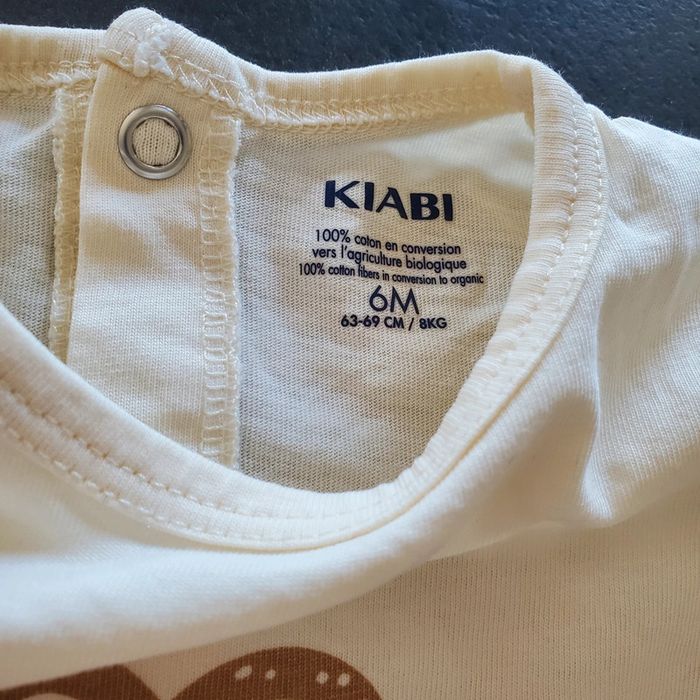 KIABI
100% coton en conversion
vers l'agriculture biologique
100% cotton fibers in conversion to organic
6M
63-69 CM / 8KG